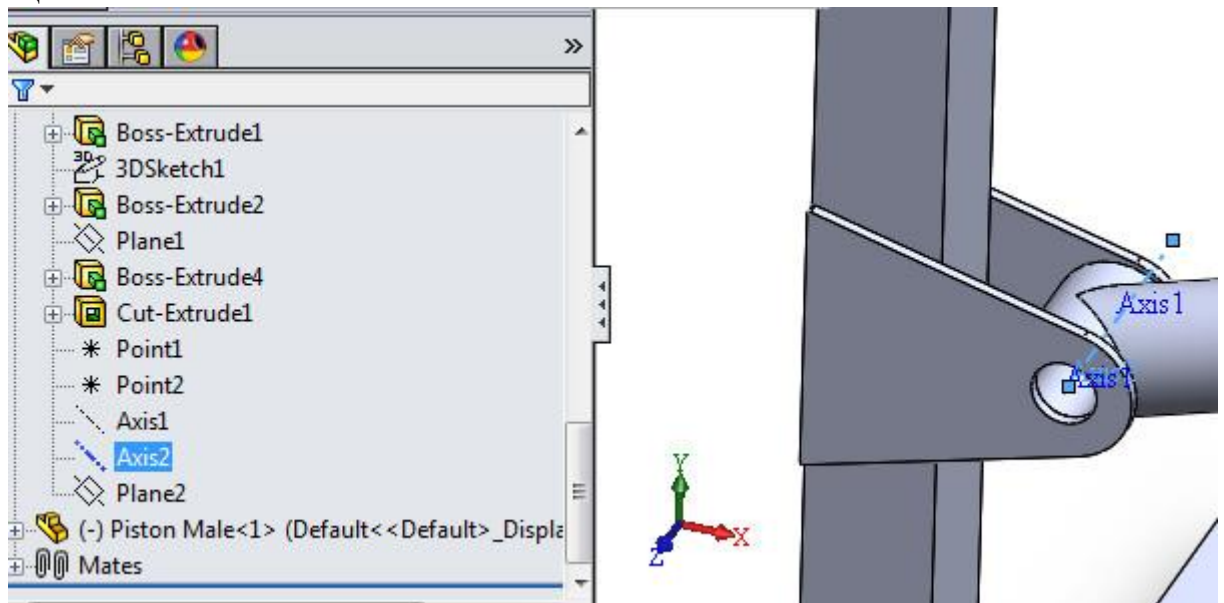 »
3D
Boss-Extrude1
3DSketch1
Boss-Extrude2
Plane1
Boss-Extrude4
Cut-Extrude1
Point1
Point2
Axis1
Axis2
Plane2
(-) Piston Male<1> (Default<<Default>_Displa
Mates
Axis1
Y
X
Z